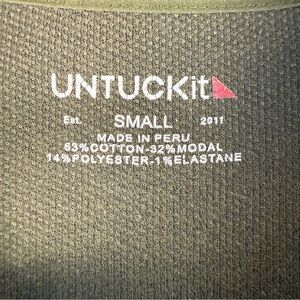 UNTUCKit
Est. SMALL 2011
MADE IN PERU
53%COTTON-32%MODAL
14%POLYESTER-1%ELASTANE